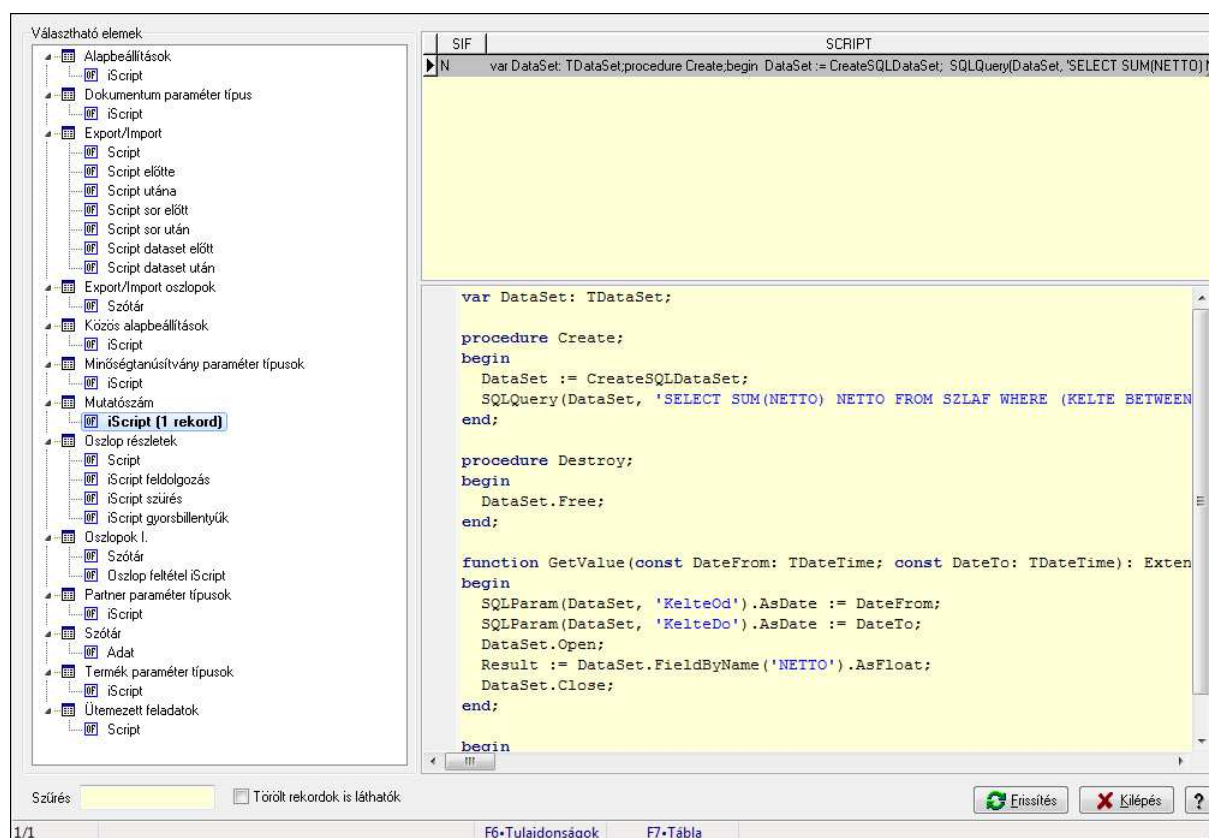 Választható elemek
Alapbeállítások
iScript
Dokumentum paraméter típus
iScript
Export/Import
Script
Script előtte
Script utána
Script sor előtt
Script sor után
Script dataset előtt
Script dataset után
Export/Import oszlopok
Szótár
Közös alapbeállítások
iScript
Minőségtanúsítvány paraméter típusok
iScript
Mutatószám
iScript (1 rekord)
Oszlop részletek
Script
iScript feldolgozás
iScript szürés
iScript gyorsbillentyűk
Oszlopok I.
Szótár
Oszlop feltétel iScript
Partner paraméter típusok
iScript
Szótár
Adat
Termék paraméter típusok
iScript
Ütemezett feladatok
Script
SIF SCRIPT
N var DataSet: TDataSet;procedure Create;begin DataSet := CreateSQLDataSet; SQLQuery(DataSet, 'SELECT SUM(NETTO)
var DataSet: TDataSet;
procedure Create;
begin
DataSet := CreateSQLDataSet;
SQLQuery(DataSet, 'SELECT SUM(NETTO) NETTO FROM SZLAF WHERE (KELTE BETWEEN
end;
procedure Destroy;
begin
DataSet.Free;
end;
function GetValue(const DateFrom: TDateTime; const DateTo: TDateTime): Exten
begin
SQLParam(DataSet, 'KelteOd').AsDate := DateFrom;
SQLParam(DataSet, 'KelteDo').AsDate := DateTo;
DataSet.Open;
Result := DataSet.FieldByName('NETTO').AsFloat;
DataSet.Close;
end;
begin
Szűrés
Törölt rekordok is láthatók
Frissítés
Kilépés
?
1/1 F6•Tulajdonságok F7•Tábla